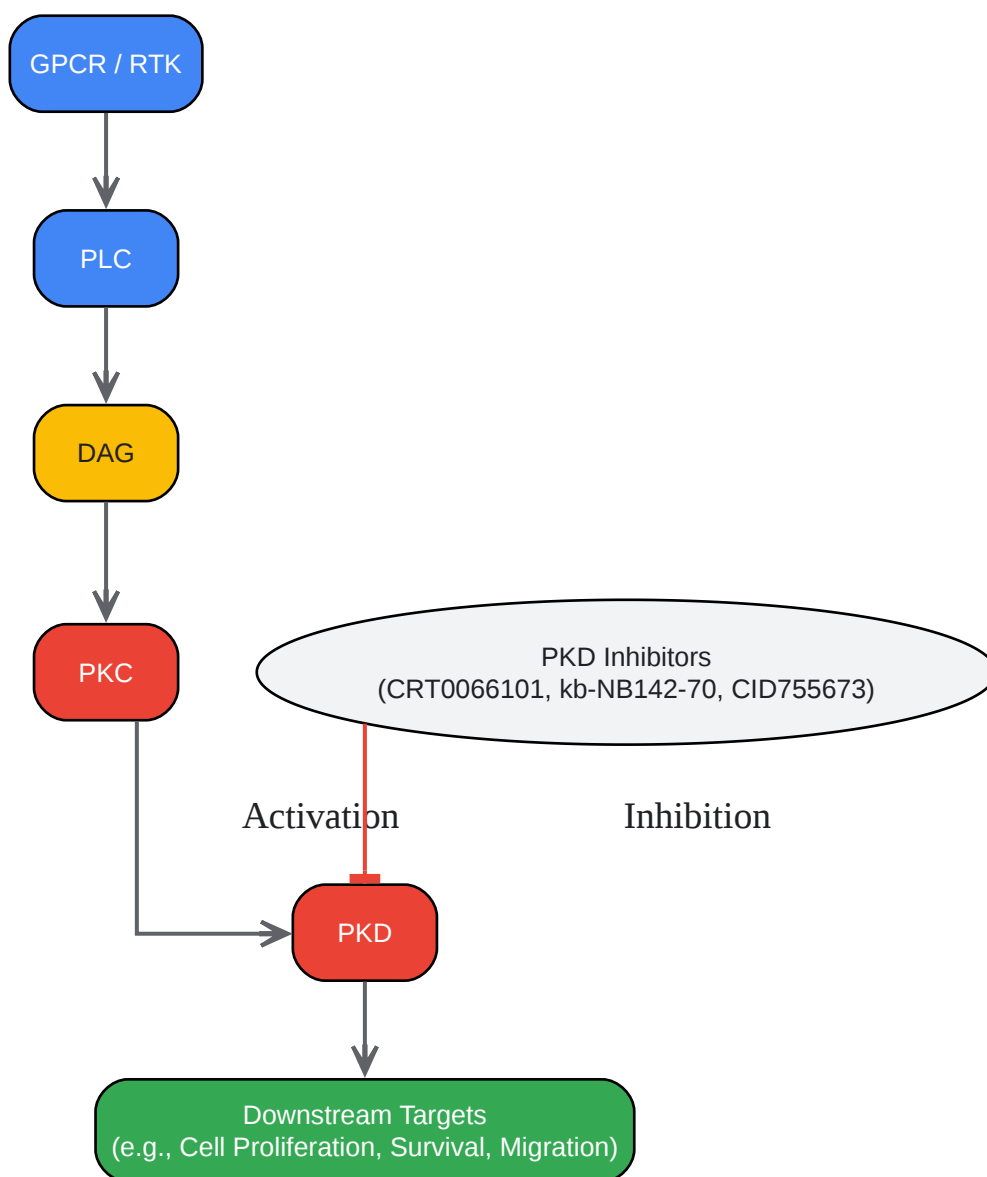 GPCR / RTK
PLC
DAG
PKC
PKD Inhibitors
(CRT0066101, kb-NB142-70, CID755673)
Activation
Inhibition
PKD
Downstream Targets
(e.g., Cell Proliferation, Survival, Migration)